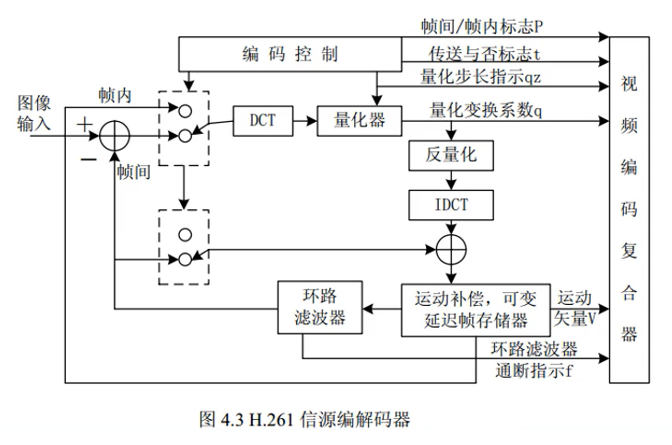 帧间/帧内标志P
编码控制
传送与否标志t
量化步长指示qz
帧内
图像
输入
+
DCT
量化器
量化变换系数q
−
帧间
反量化
IDCT
环路
滤波器
运动补偿，可变
延迟帧存储器
运动
矢量V
环路滤波器
通断指示f
视
频
编
码
复
合
器
图 4.3 H.261 信源编解码器